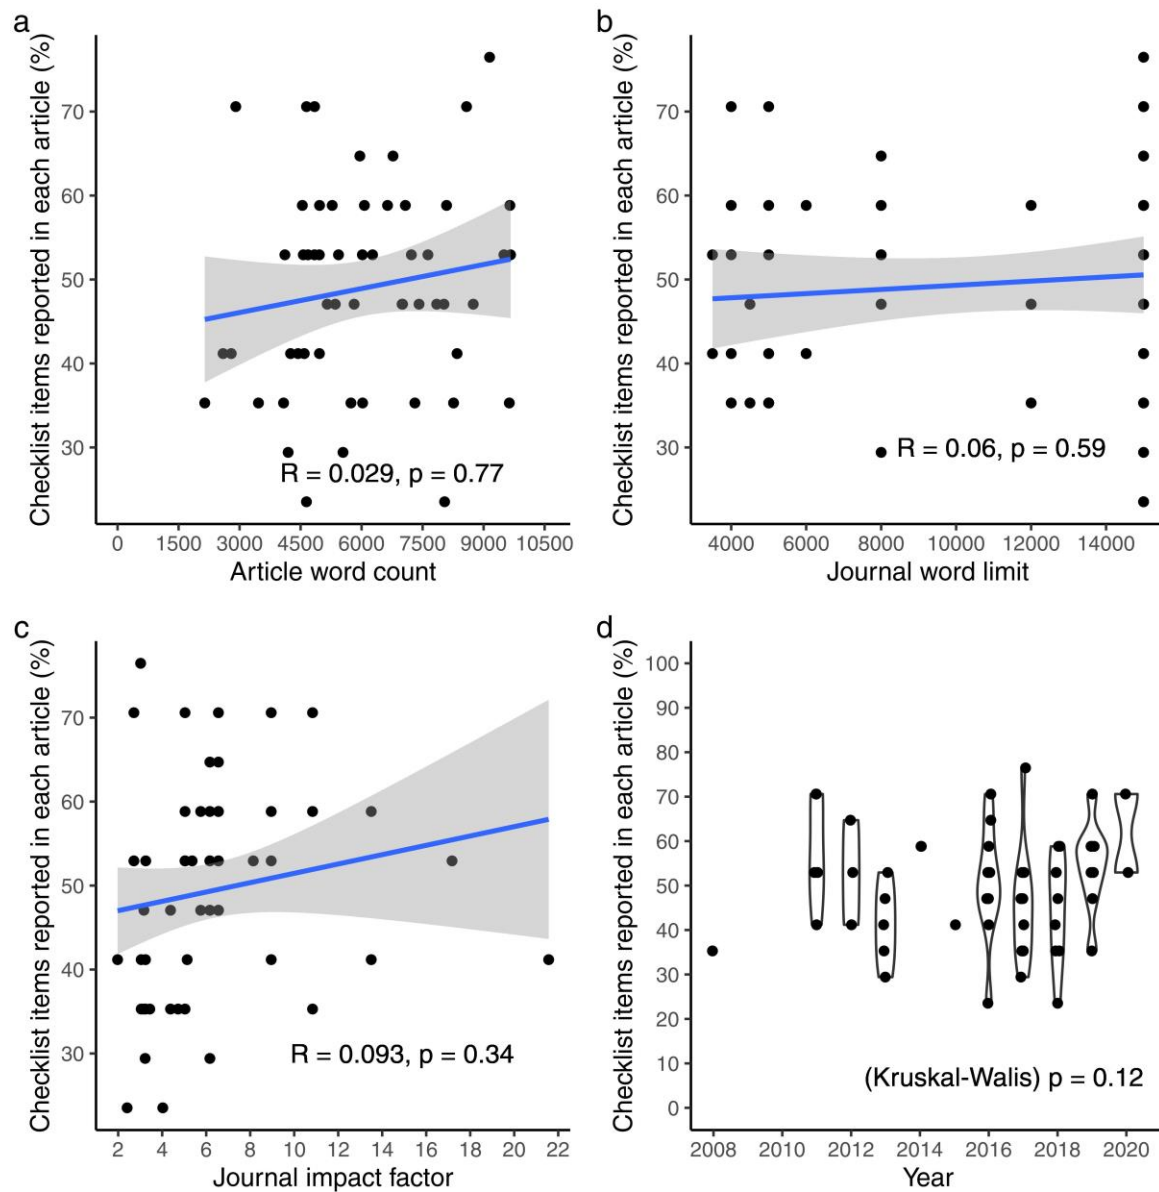 a
Checklist items reported in each article (%)
70
60
50
40
30
R = 0.029, p = 0.77
0 1500 3000 4500 6000 7500 9000 10500
Article word count
b
Checklist items reported in each article (%)
70
60
50
40
30
R = 0.06, p = 0.59
4000 6000 8000 10000 12000 14000
Journal word limit
c
Checklist items reported in each article (%)
70
60
50
40
30
R = 0.093, p = 0.34
2 4 6 8 10 12 14 16 18 20 22
Journal impact factor
d
Checklist items reported in each article (%)
100
90
80
70
60
50
40
30
20
10
0
(Kruskal-Walis) p = 0.12
2008 2010 2012 2014 2016 2018 2020
Year